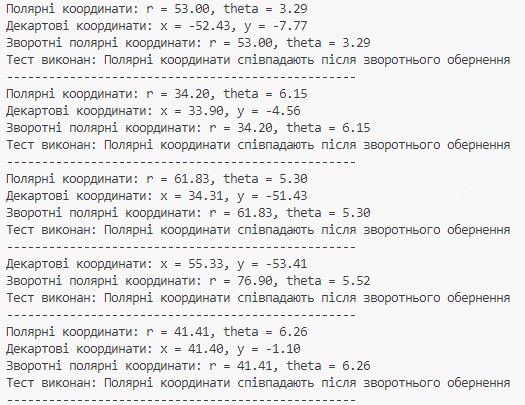 Полярні координати: r = 53.00, theta = 3.29
Декартові координати: x = -52.43, y = -7.77
Зворотні полярні координати: r = 53.00, theta = 3.29
Тест виконан: Полярні координати співпадають після зворотнього обернення
--------------------------------------------------
Полярні координати: r = 34.20, theta = 6.15
Декартові координати: x = 33.90, y = -4.56
Зворотні полярні координати: r = 34.20, theta = 6.15
Тест виконан: Полярні координати співпадають після зворотнього обернення
--------------------------------------------------
Полярні координати: r = 61.83, theta = 5.30
Декартові координати: x = 34.31, y = -51.43
Зворотні полярні координати: r = 61.83, theta = 5.30
Тест виконан: Полярні координати співпадають після зворотнього обернення
--------------------------------------------------
Декартові координати: x = 55.33, y = -53.41
Зворотні полярні координати: r = 76.90, theta = 5.52
Тест виконан: Полярні координати співпадають після зворотнього обернення
--------------------------------------------------
Полярні координати: r = 41.41, theta = 6.26
Декартові координати: x = 41.40, y = -1.10
Зворотні полярні координати: r = 41.41, theta = 6.26
Тест виконан: Полярні координати співпадають після зворотнього обернення
--------------------------------------------------